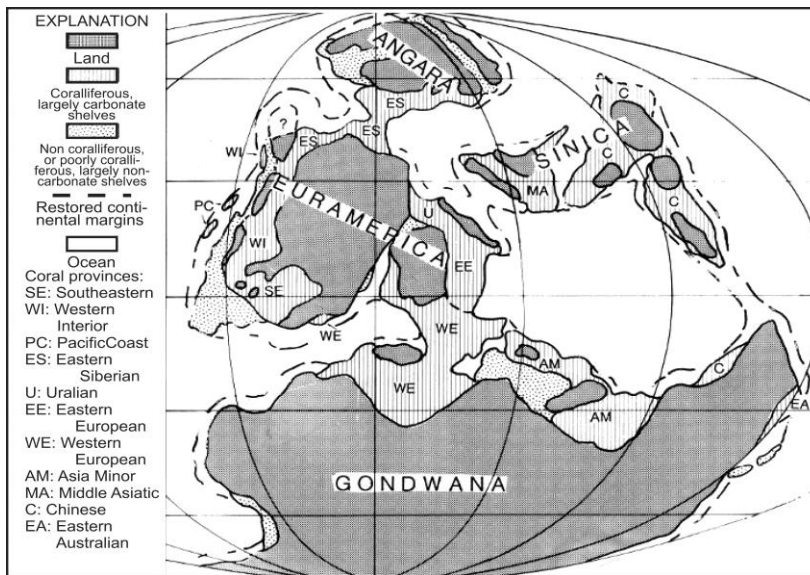 EXPLANATION
Land
Coralliferous,
largely carbonate
shelves
Non coralliferous,
or poorly coralli-
ferous, largely non-
carbonate shelves
Restored conti-
nental margins
Ocean
Coral provinces:
SE: Southeastern
WI: Western
Interior
PC: PacificCoast
ES: Eastern
Siberian
U: Uralian
EE: Eastern
European
WE: Western
European
AM: Asia Minor
MA: Middle Asiatic
C: Chinese
EA: Eastern
Australian
ANGARA
ES
C
?
ES
ES
SINICA
C
WI
MA
PC
EURAMERICA
U
C
WI
EE
SE
WE
WE
AM
C
WE
AM
EA
GONDWANA